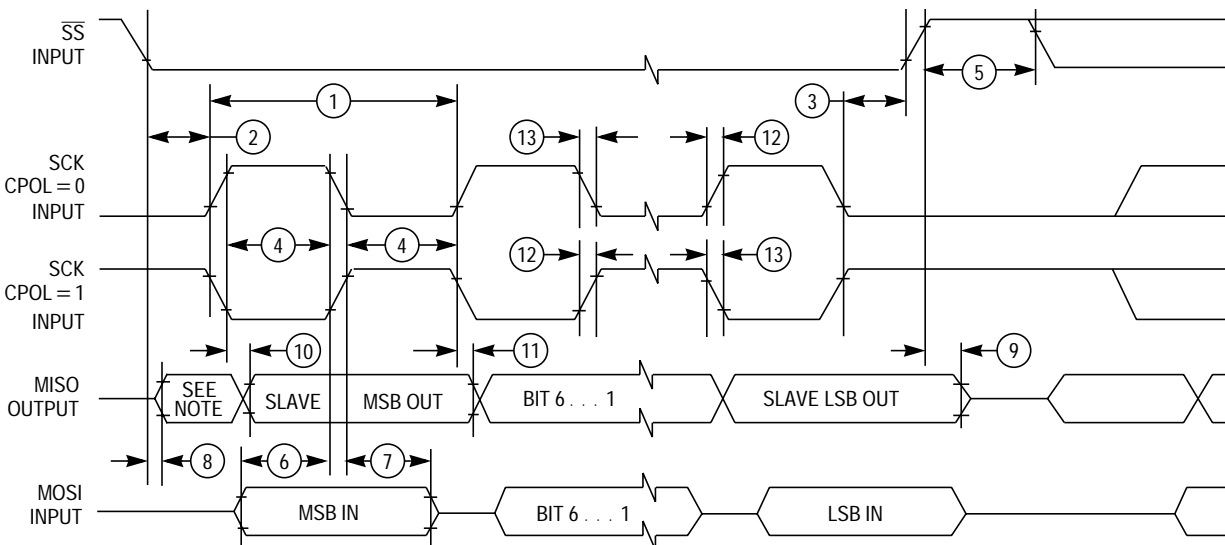 SS
INPUT
5
1
3
2
13
12
SCK
CPOL = 0
INPUT
4
4
12
13
SCK
CPOL = 1
INPUT
10
11
9
MISO
OUTPUT
SEE
NOTE
SLAVE
MSB OUT
BIT 6 . . . 1
SLAVE LSB OUT
8
6
7
MOSI
INPUT
MSB IN
BIT 6 . . . 1
LSB IN